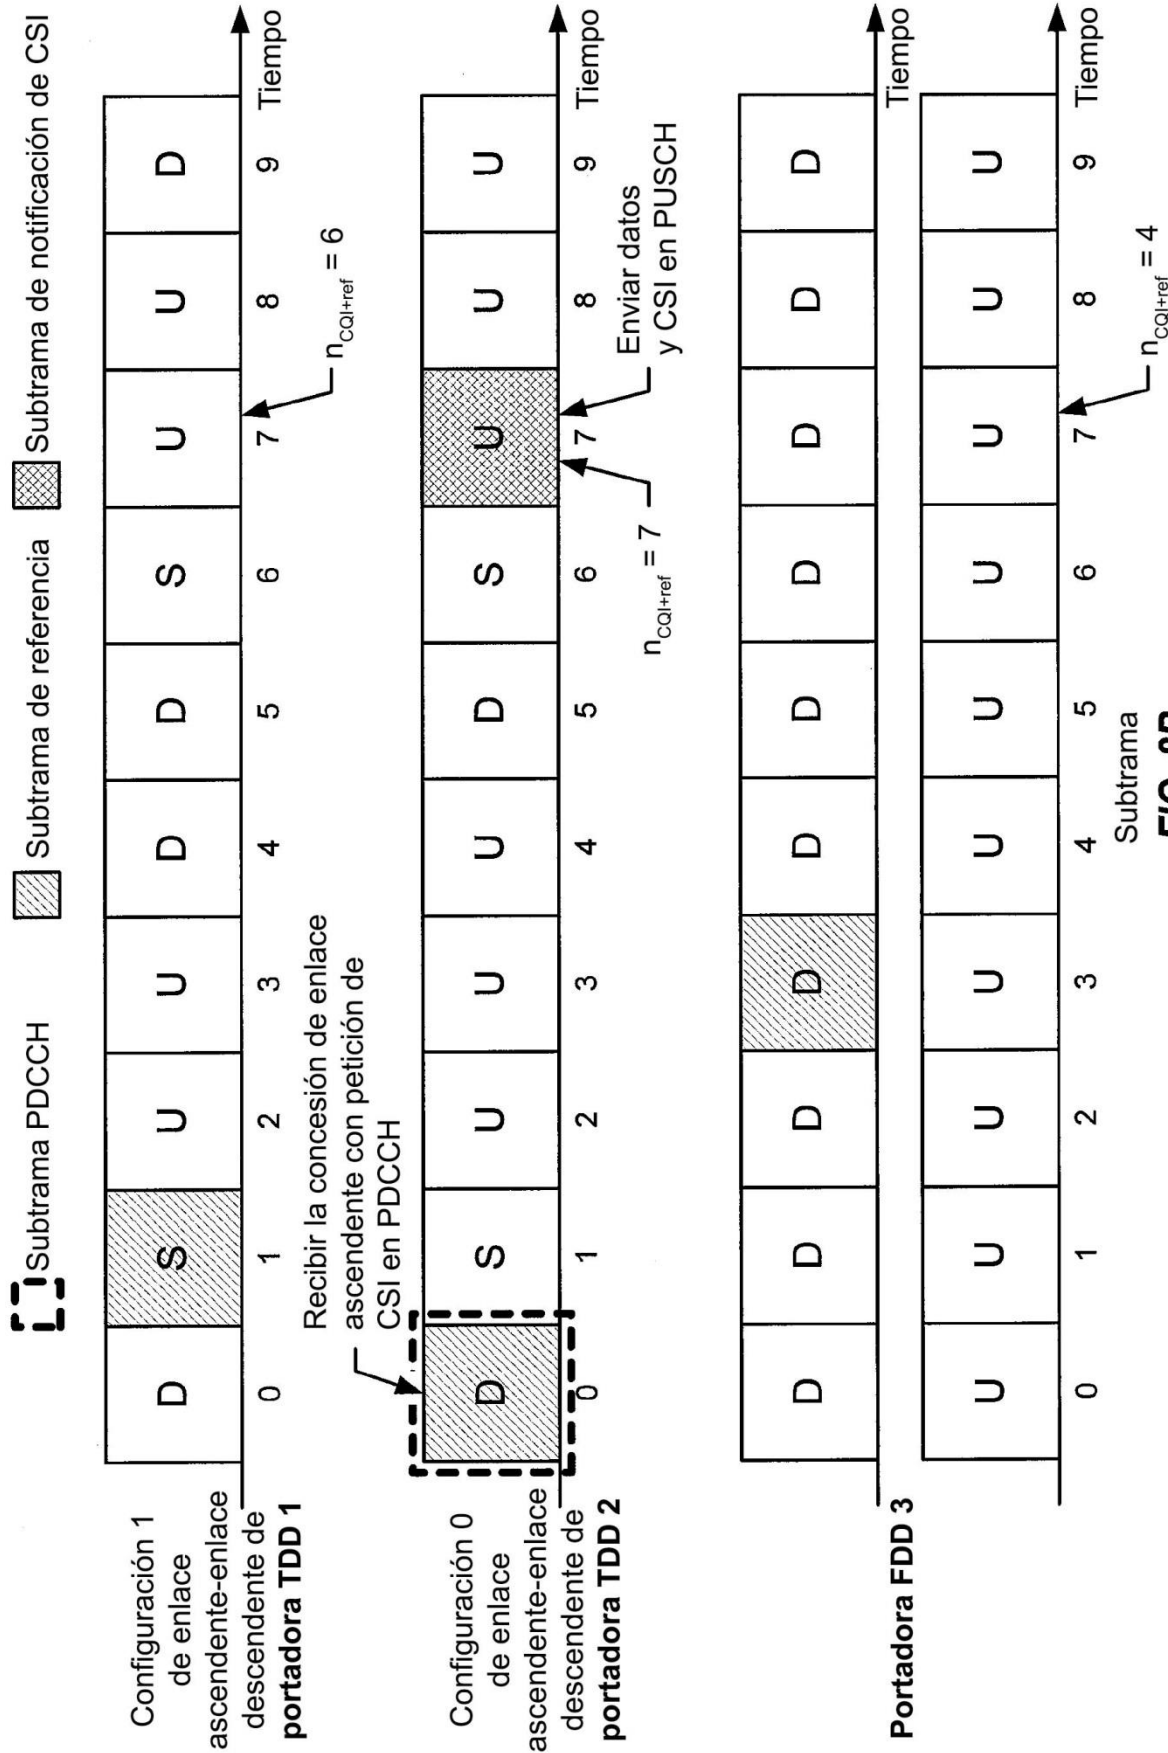 Subtrama PDCCH
Subtrama de referencia
Subtrama de notificación de CSI
Configuración 1
de enlace
ascendente-enlace
descendente de
portadora TDD 1
D S U U D D S U U D
0 1 2 3 4 5 6 7 8 9 Tiempo
nCQI+ref = 6
Recibir la concesión de enlace
ascendente con petición de
CSI en PDCCH
Configuración 0
de enlace
ascendente-enlace
descendente de
portadora TDD 2
D S U U U D S U U U
0 1 2 3 4 5 6 7 8 9 Tiempo
nCQI+ref = 7
Enviar datos
y CSI en PUSCH
Portadora FDD 3
D D D D D D D D D D
Tiempo
U U U U U U U U U U
0 1 2 3 4 5 6 7 8 9 Tiempo
Subtrama
nCQI+ref = 4